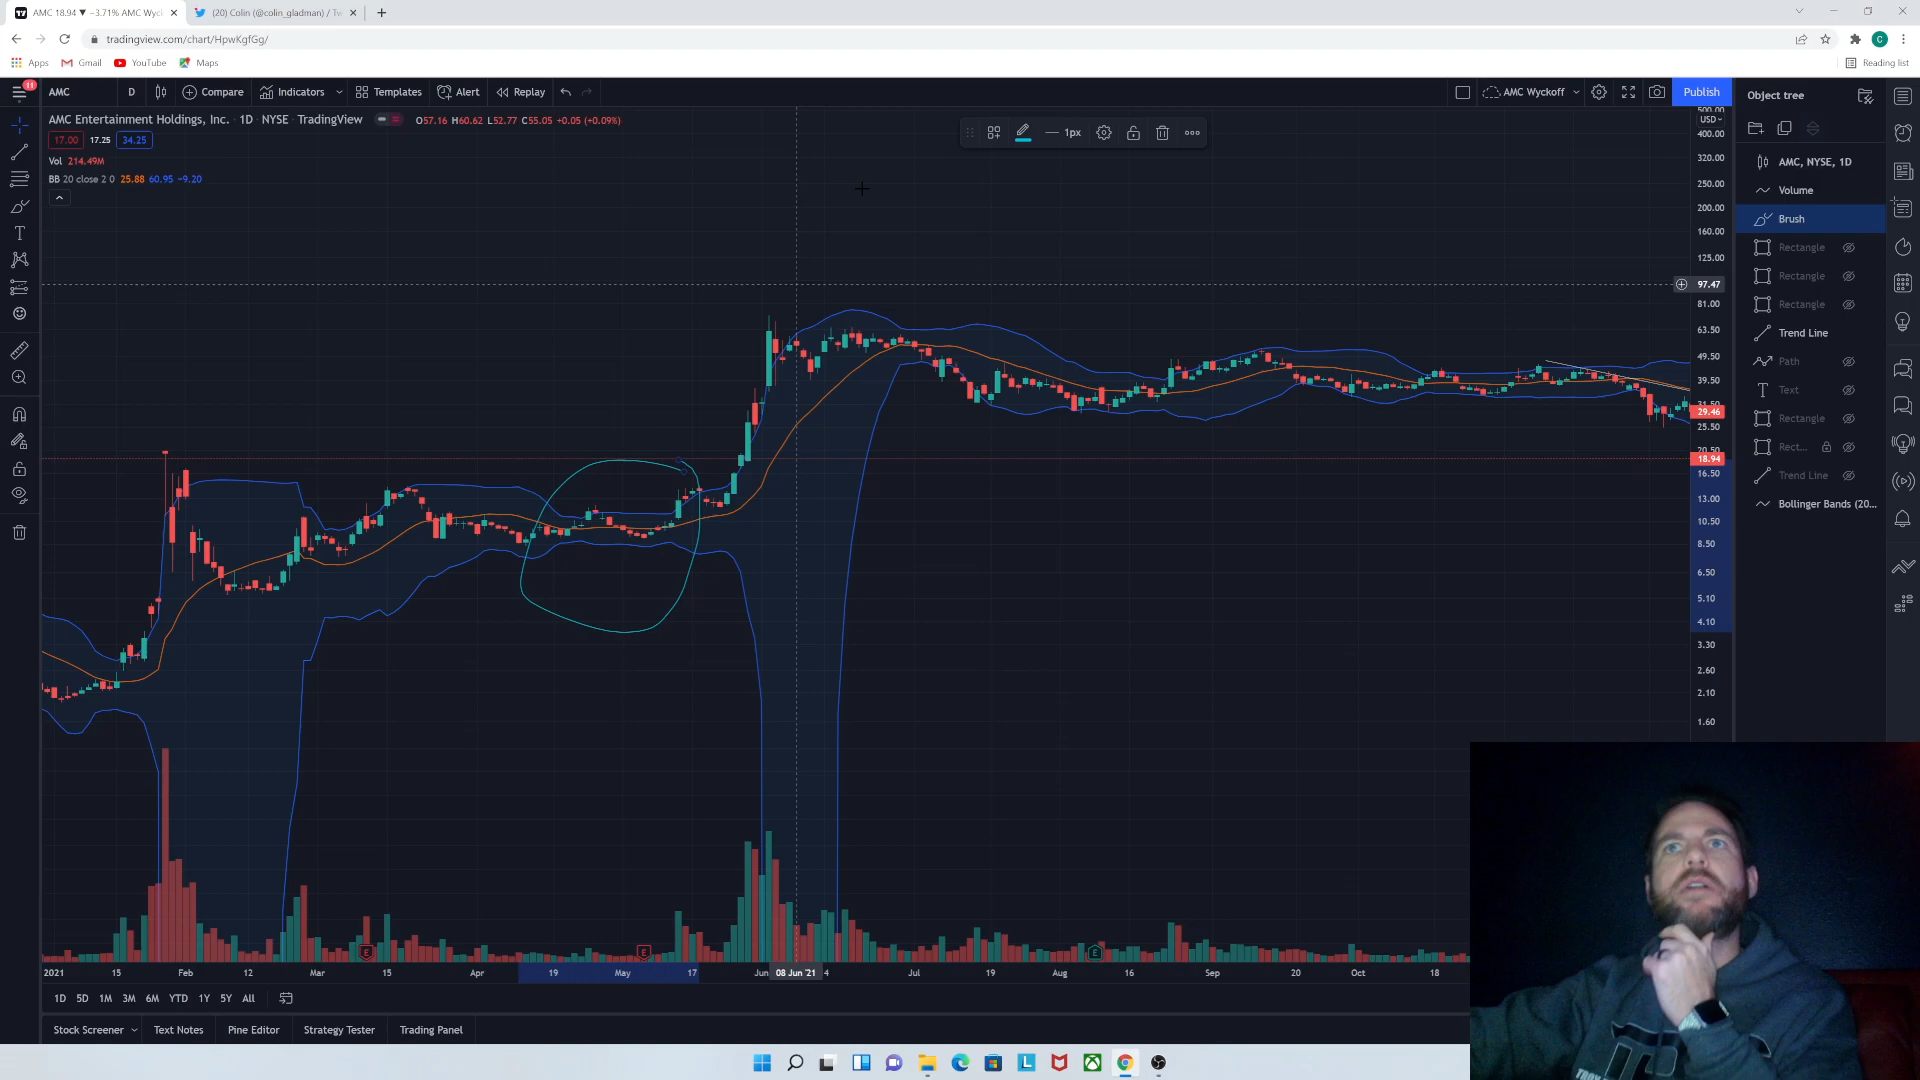 AMC 18.94 ▼ −3.71% AMC Wyci
(20) Colin (@colin_gladman) / Tw
tradingview.com/chart/HpwKgfGg/
Apps Gmail YouTube Maps Reading list
11
AMC D Compare Indicators Templates Alert Replay AMC Wyckoff Publish
AMC Entertainment Holdings, Inc. · 1D · NYSE · TradingView O57.16 H60.62 L52.77 C55.05 +0.05 (+0.09%)
17.00 17.25 34.25
Vol 214.49M
BB 20 close 2 0 25.88 60.95 −9.20
1px
500.00
USD
400.00
320.00
250.00
200.00
160.00
125.00
97.47
81.00
63.50
49.50
39.50
31.50
29.46
25.50
20.50
18.94
16.50
13.00
10.50
8.50
6.50
5.10
4.10
3.30
2.60
2.10
1.60
Object tree
AMC, NYSE, 1D
Volume
Brush
Rectangle
Rectangle
Rectangle
Trend Line
Path
Text
Rectangle
Rect...
Trend Line
Bollinger Bands (20...
E E E
2021 15 Feb 12 Mar 15 Apr 19 May 17 Jun 08 Jun '21 4 Jul 19 Aug 16 Sep 20 Oct 18
1D 5D 1M 3M 6M YTD 1Y 5Y All
Stock Screener Text Notes Pine Editor Strategy Tester Trading Panel